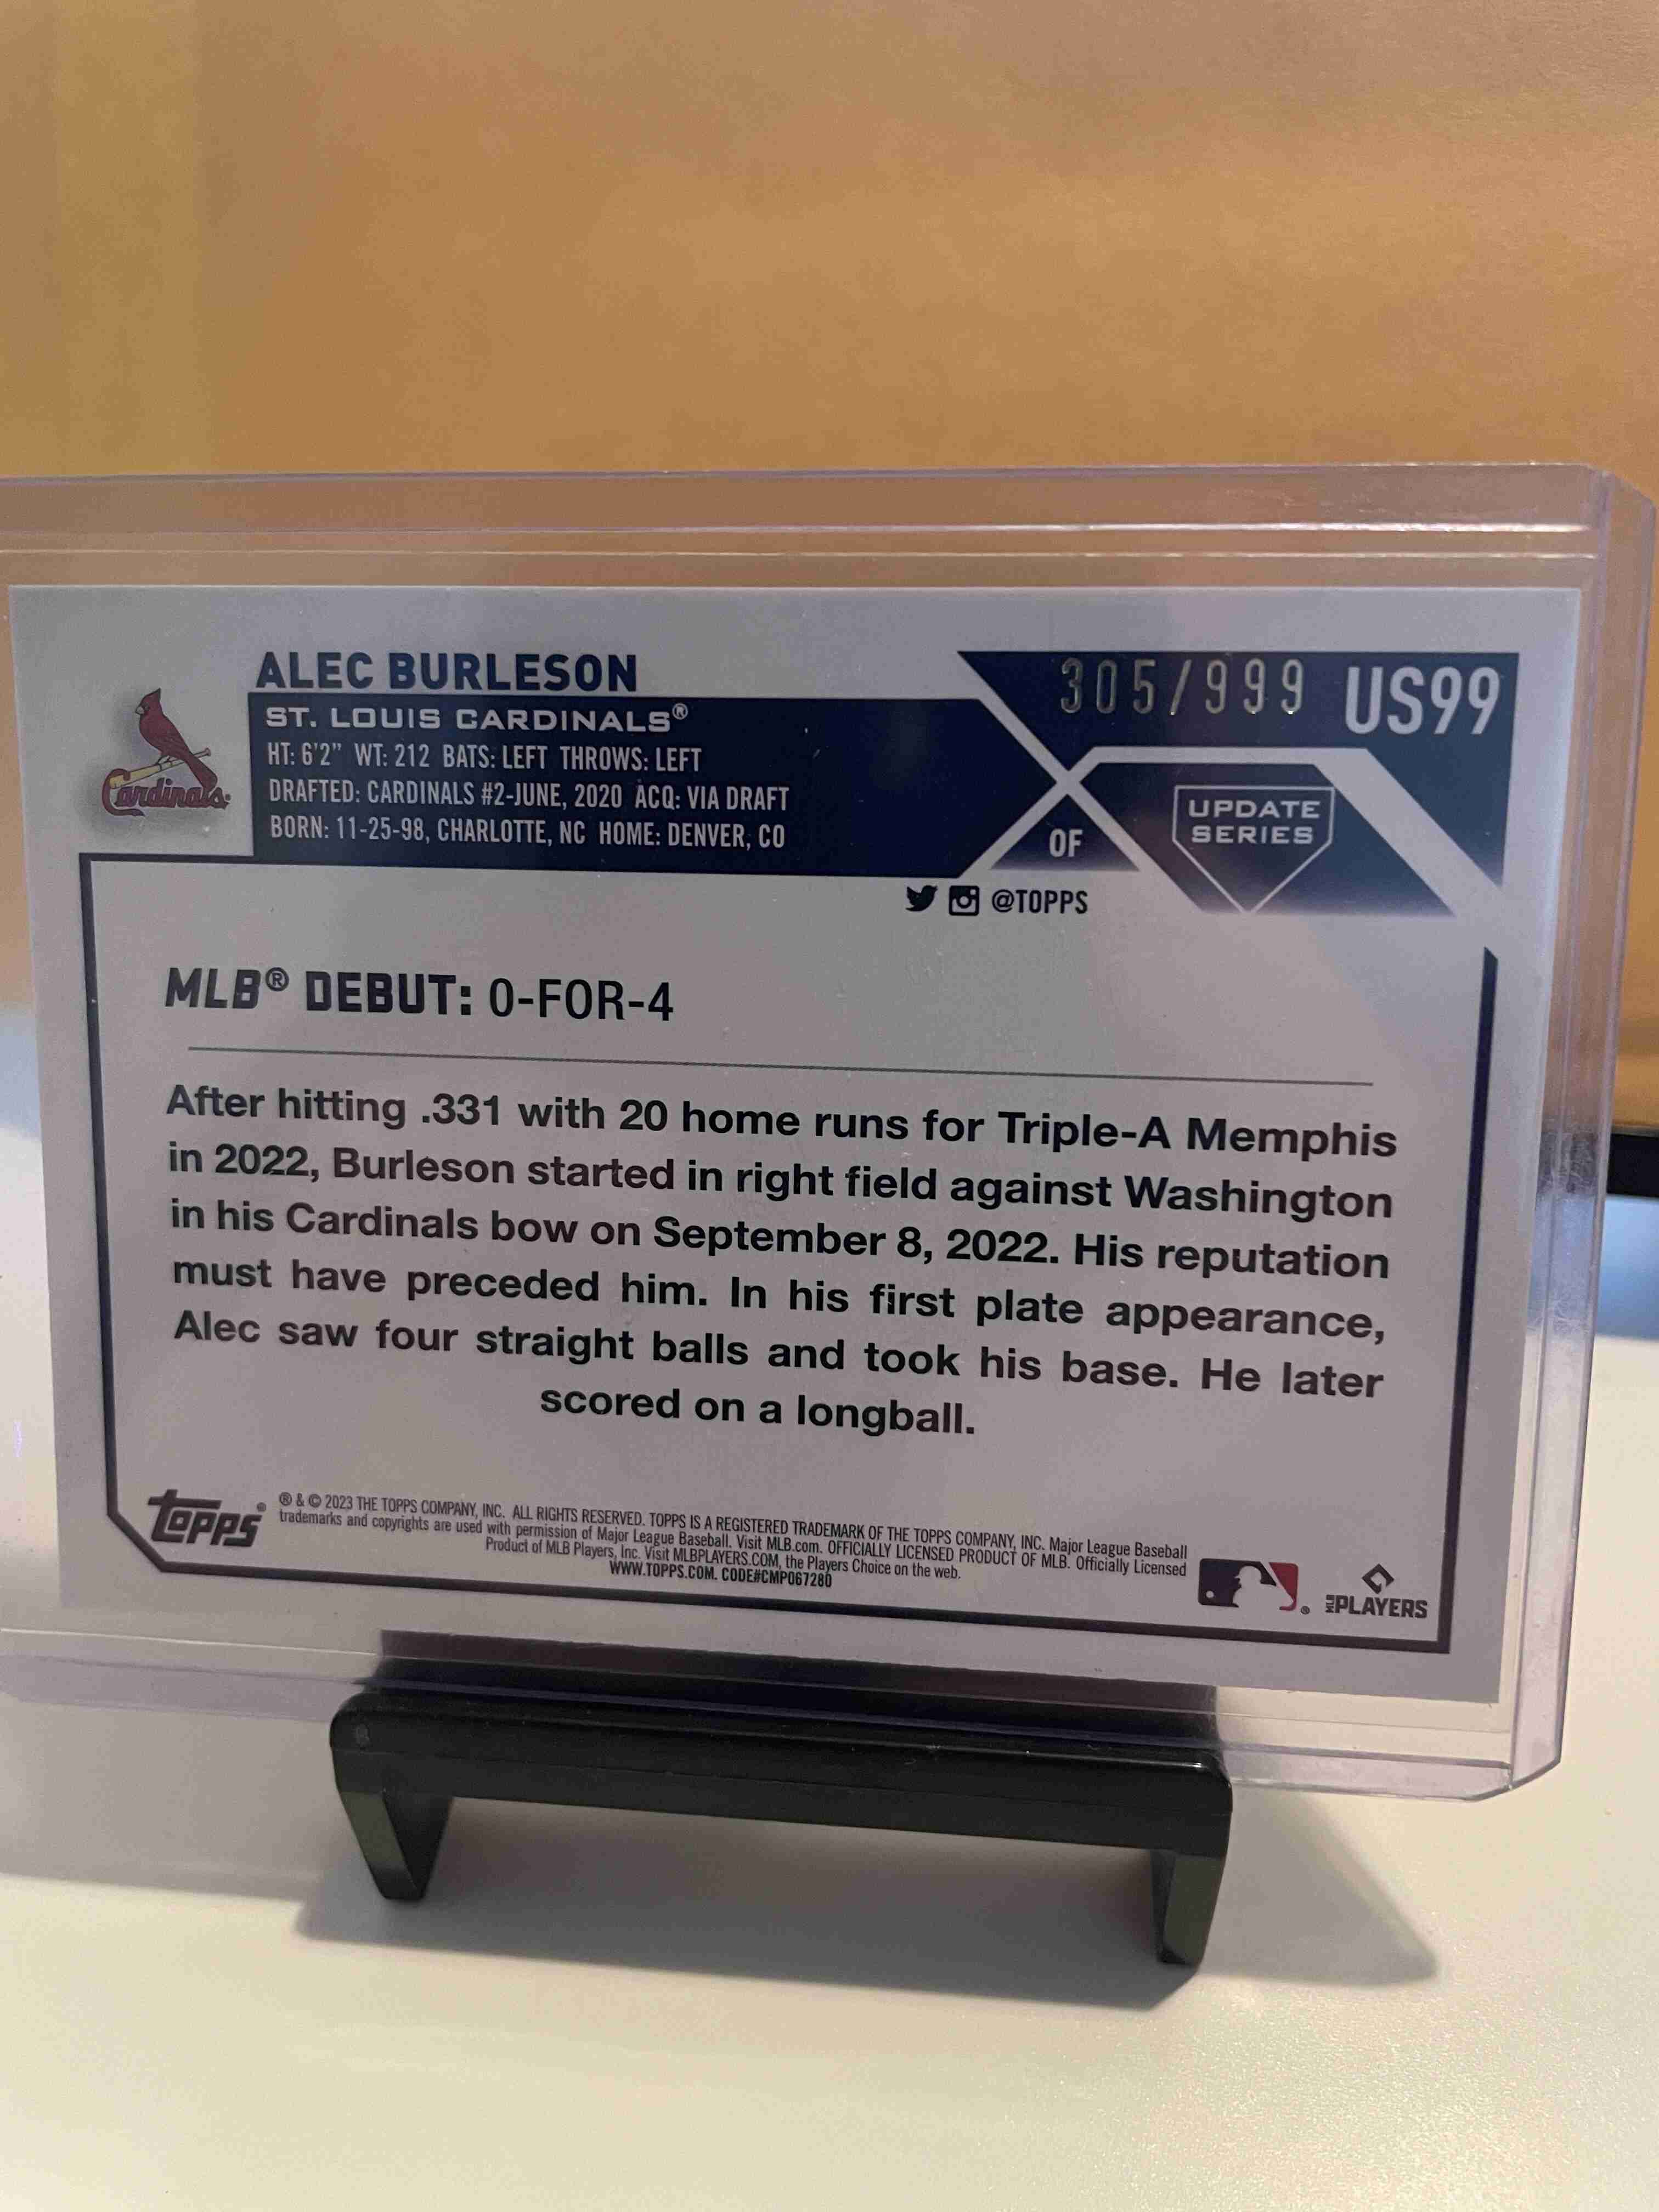 ALEC BURLESON
305/999 US99
ST. LOUIS CARDINALS®
HT: 6'2" WT: 212 BATS: LEFT THROWS: LEFT
DRAFTED: CARDINALS #2-JUNE, 2020 ACQ: VIA DRAFT
BORN: 11-25-98, CHARLOTTE, NC HOME: DENVER, CO
Cardinals
OF
UPDATE
SERIES
@TOPPS
MLB® DEBUT: 0-FOR-4
After hitting .331 with 20 home runs for Triple-A Memphis
in 2022, Burleson started in right field against Washington
in his Cardinals bow on September 8, 2022. His reputation
must have preceded him. In his first plate appearance,
Alec saw four straight balls and took his base. He later
scored on a longball.
topps®
® & © 2023 THE TOPPS COMPANY, INC. ALL RIGHTS RESERVED. TOPPS IS A REGISTERED TRADEMARK OF THE TOPPS COMPANY, INC. Major League Baseball
trademarks and copyrights are used with permission of Major League Baseball. Visit MLB.com. OFFICIALLY LICENSED PRODUCT OF MLB. Officially Licensed
Product of MLB Players, Inc. Visit MLBPLAYERS.COM, the Players Choice on the web.
WWW.TOPPS.COM. CODE#CMP067280
MLB PLAYERS